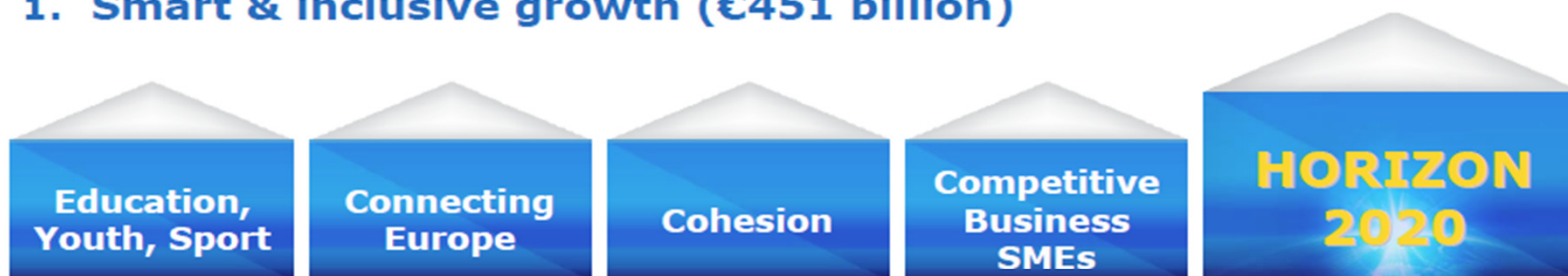 1. Smart & inclusive growth (€451 billion)
Education,
Youth, Sport
Connecting
Europe
Cohesion
Competitive
Business
SMEs
HORIZON
2020